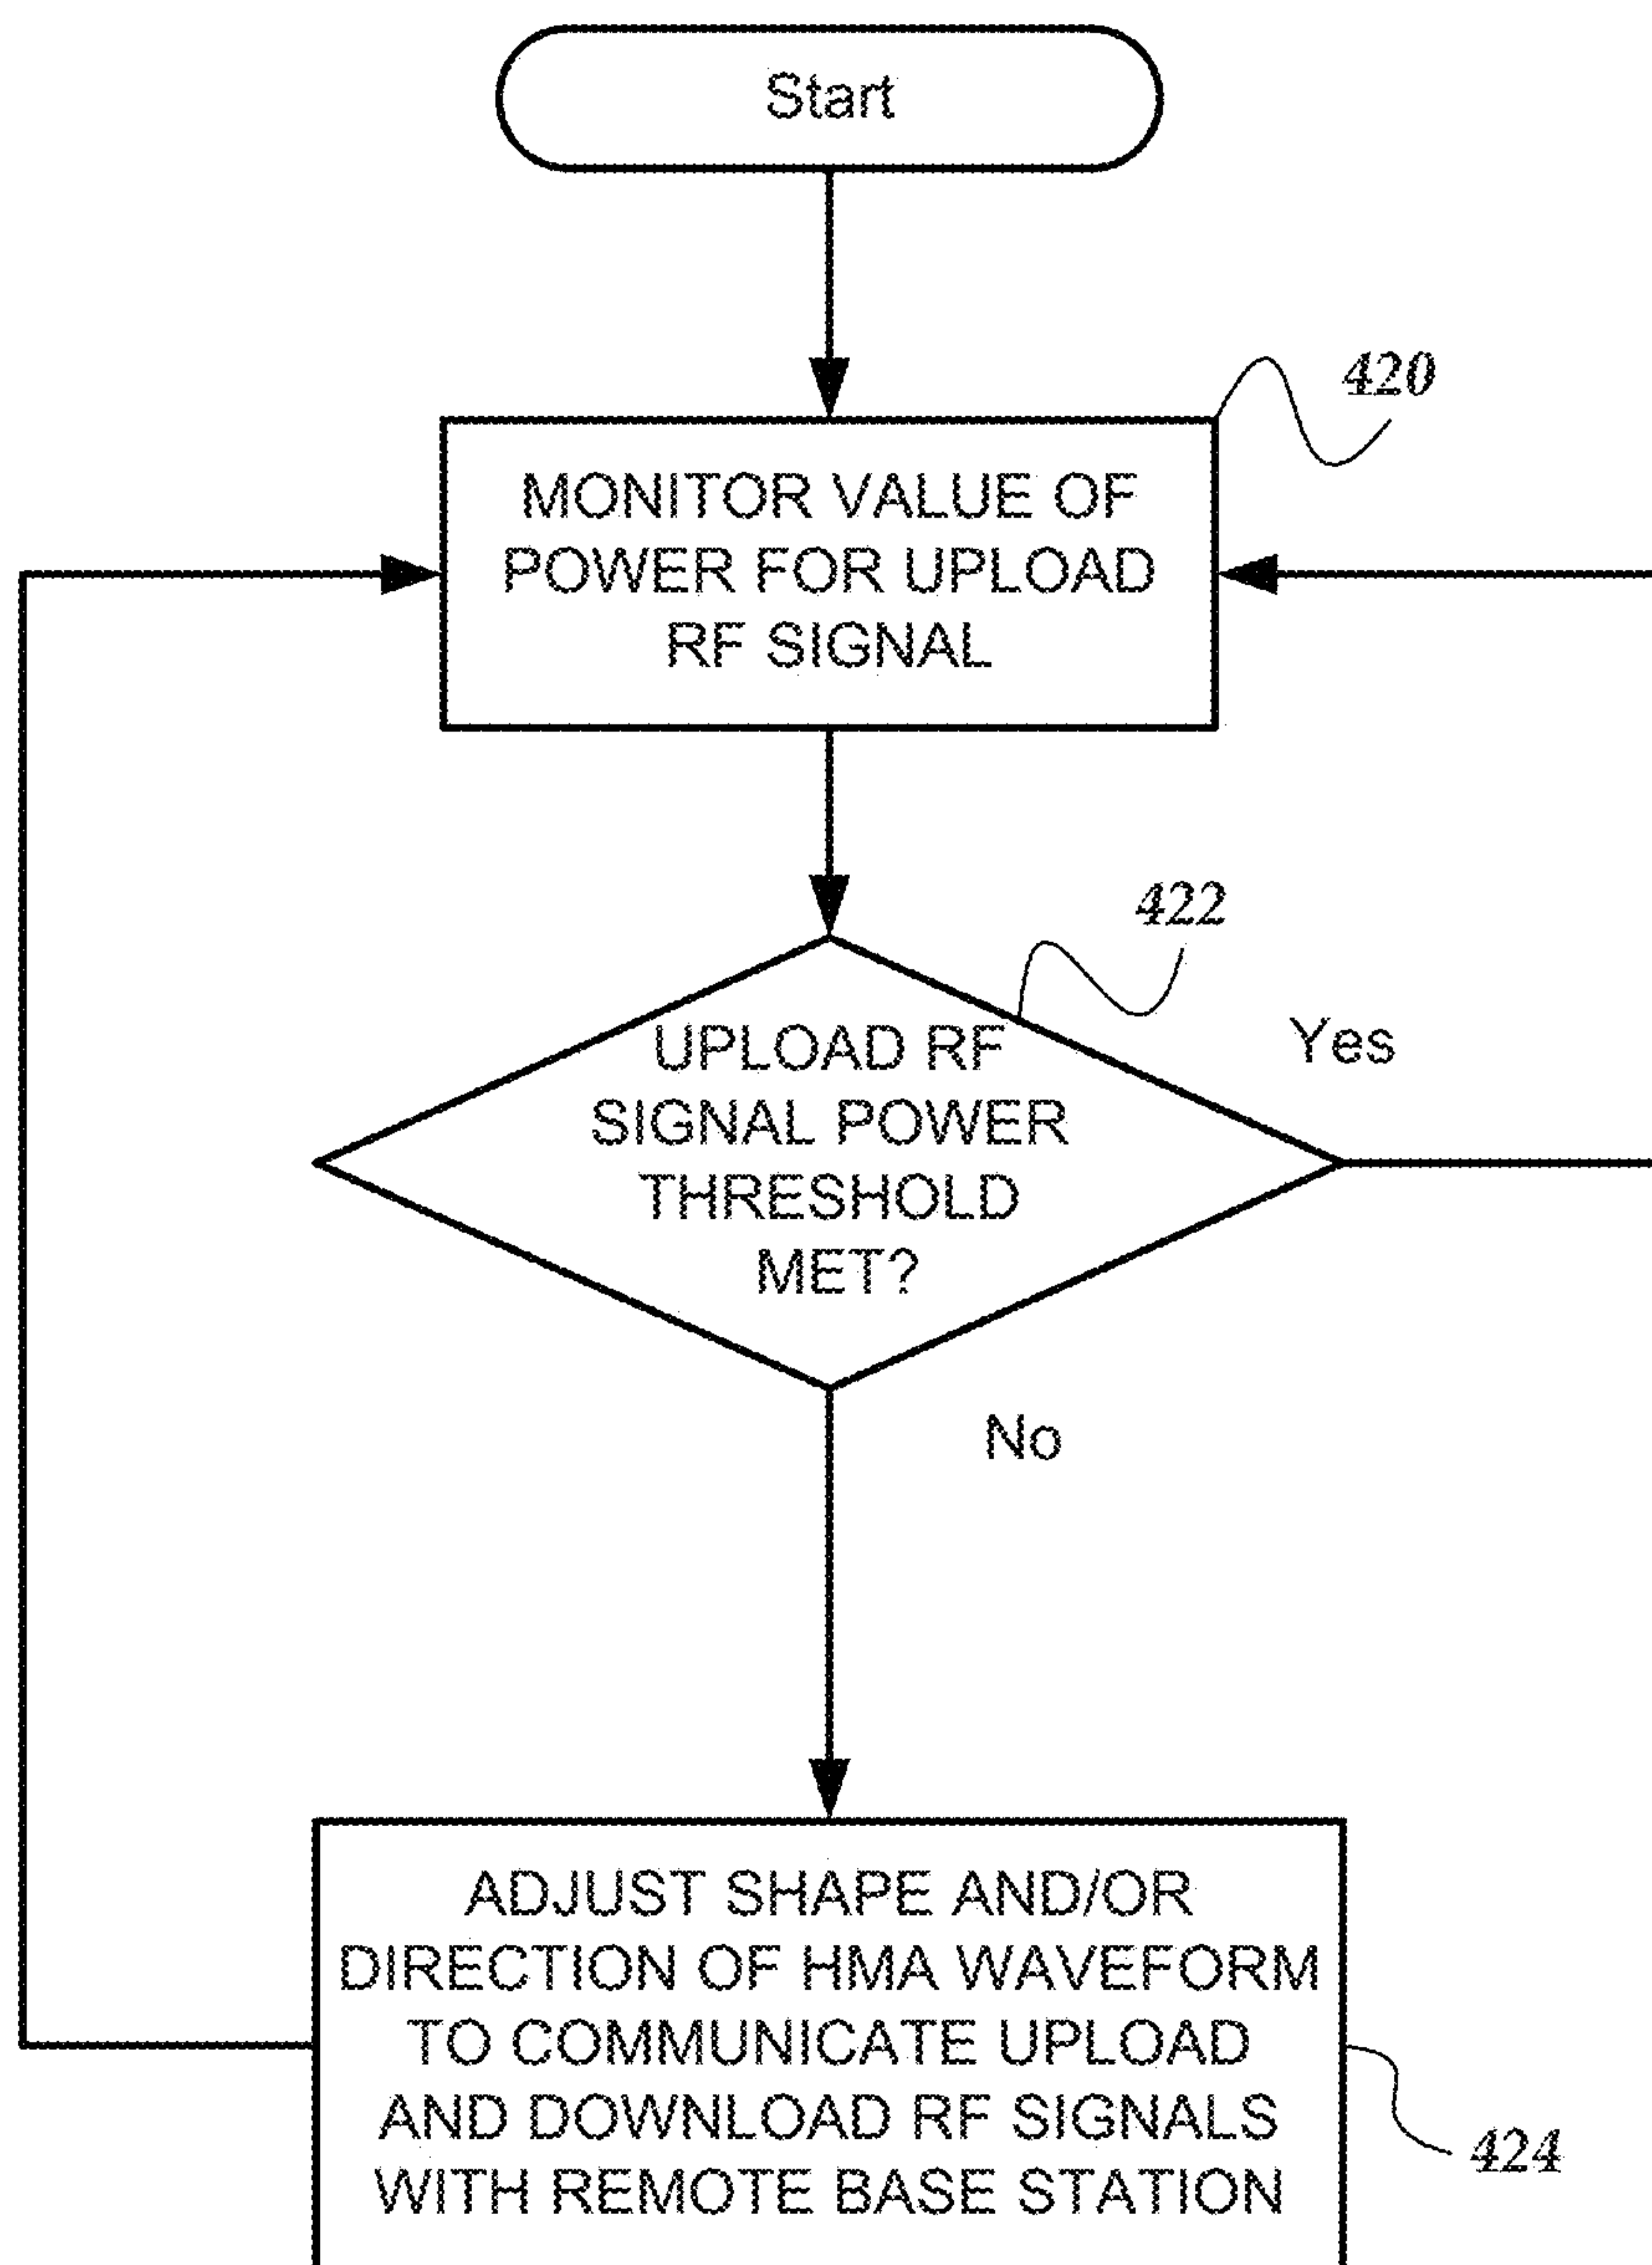 Start
420
MONITOR VALUE OF
POWER FOR UPLOAD
RF SIGNAL
422
UPLOAD RF
SIGNAL POWER
THRESHOLD
MET?
Yes
No
ADJUST SHAPE AND/OR
DIRECTION OF HMA WAVEFORM
TO COMMUNICATE UPLOAD
AND DOWNLOAD RF SIGNALS
WITH REMOTE BASE STATION
424